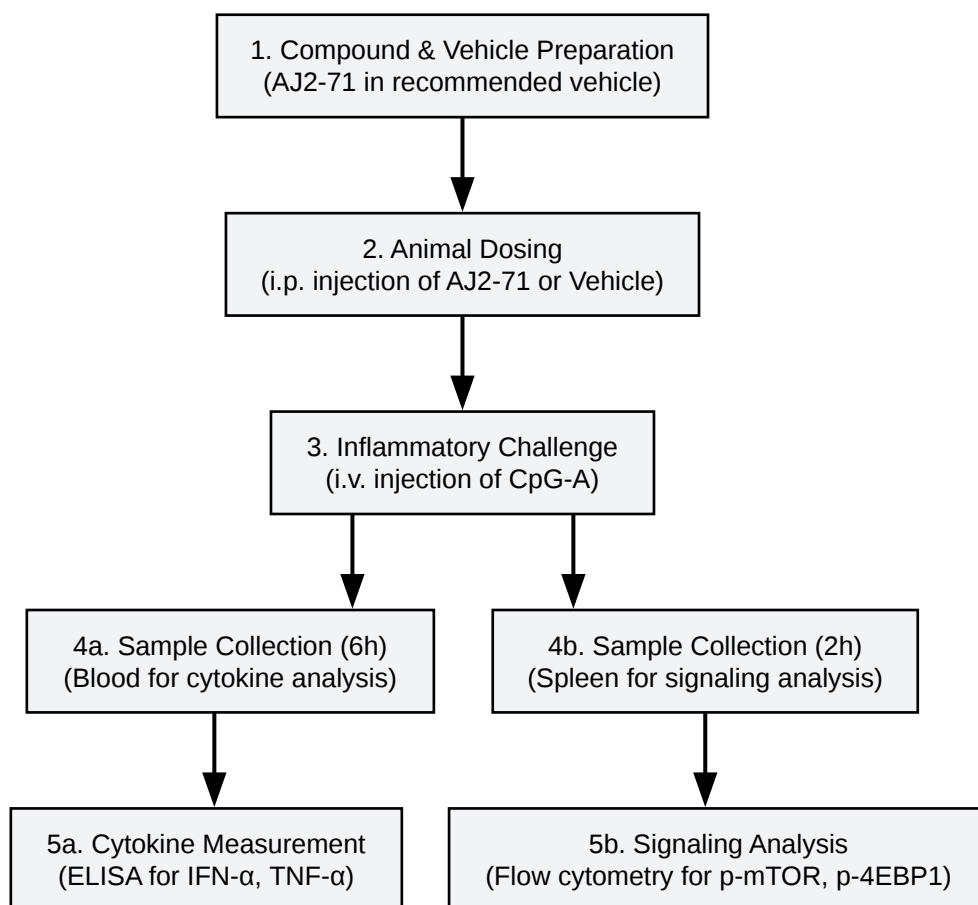 1. Compound & Vehicle Preparation
(AJ2-71 in recommended vehicle)
2. Animal Dosing
(i.p. injection of AJ2-71 or Vehicle)
3. Inflammatory Challenge
(i.v. injection of CpG-A)
4a. Sample Collection (6h)
(Blood for cytokine analysis)
4b. Sample Collection (2h)
(Spleen for signaling analysis)
5a. Cytokine Measurement
(ELISA for IFN-α, TNF-α)
5b. Signaling Analysis
(Flow cytometry for p-mTOR, p-4EBP1)